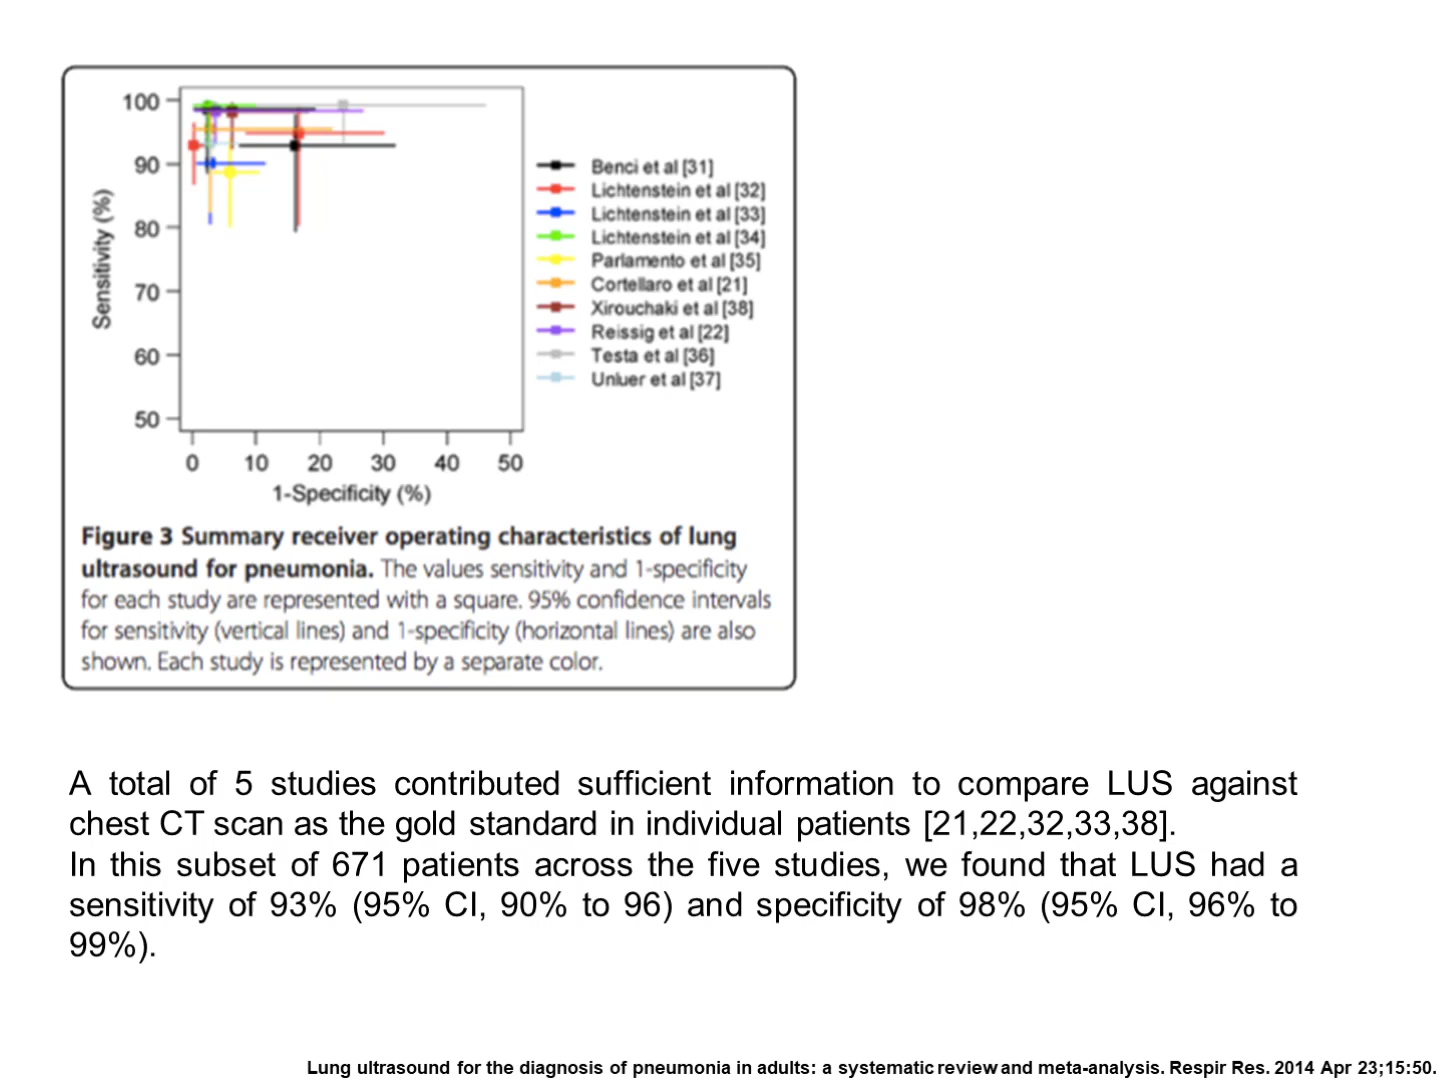 100
90
80
70
60
50
Sensitivity (%)
0 10 20 30 40 50
1-Specificity (%)
Benci et al [31]
Lichtenstein et al [32]
Lichtenstein et al [33]
Lichtenstein et al [34]
Parlamento et al [35]
Cortellaro et al [21]
Xirouchaki et al [38]
Reissig et al [22]
Testa et al [36]
Unluer et al [37]
Figure 3 Summary receiver operating characteristics of lung
ultrasound for pneumonia. The values sensitivity and 1-specificity
for each study are represented with a square. 95% confidence intervals
for sensitivity (vertical lines) and 1-specificity (horizontal lines) are also
shown. Each study is represented by a separate color.
A total of 5 studies contributed sufficient information to compare LUS against
chest CT scan as the gold standard in individual patients [21,22,32,33,38].
In this subset of 671 patients across the five studies, we found that LUS had a
sensitivity of 93% (95% CI, 90% to 96) and specificity of 98% (95% CI, 96% to
99%).
Lung ultrasound for the diagnosis of pneumonia in adults: a systematic review and meta-analysis. Respir Res. 2014 Apr 23;15:50.